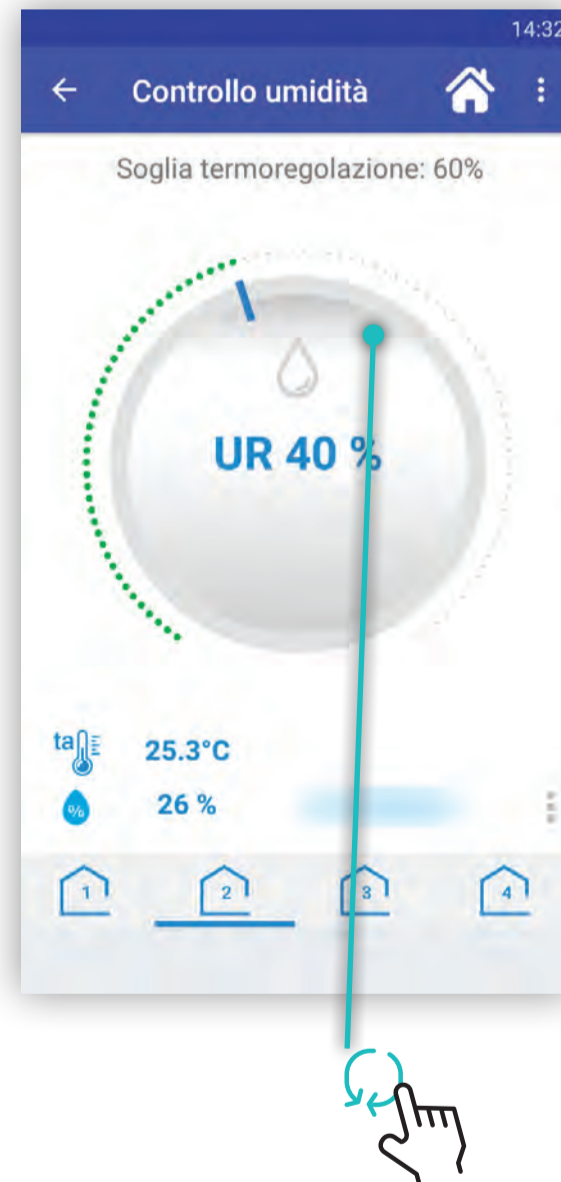 14:32
Controllo umidità
Soglia termoregolazione: 60%
UR 40 %
ta
25.3°C
%
26 %
1
2
3
4